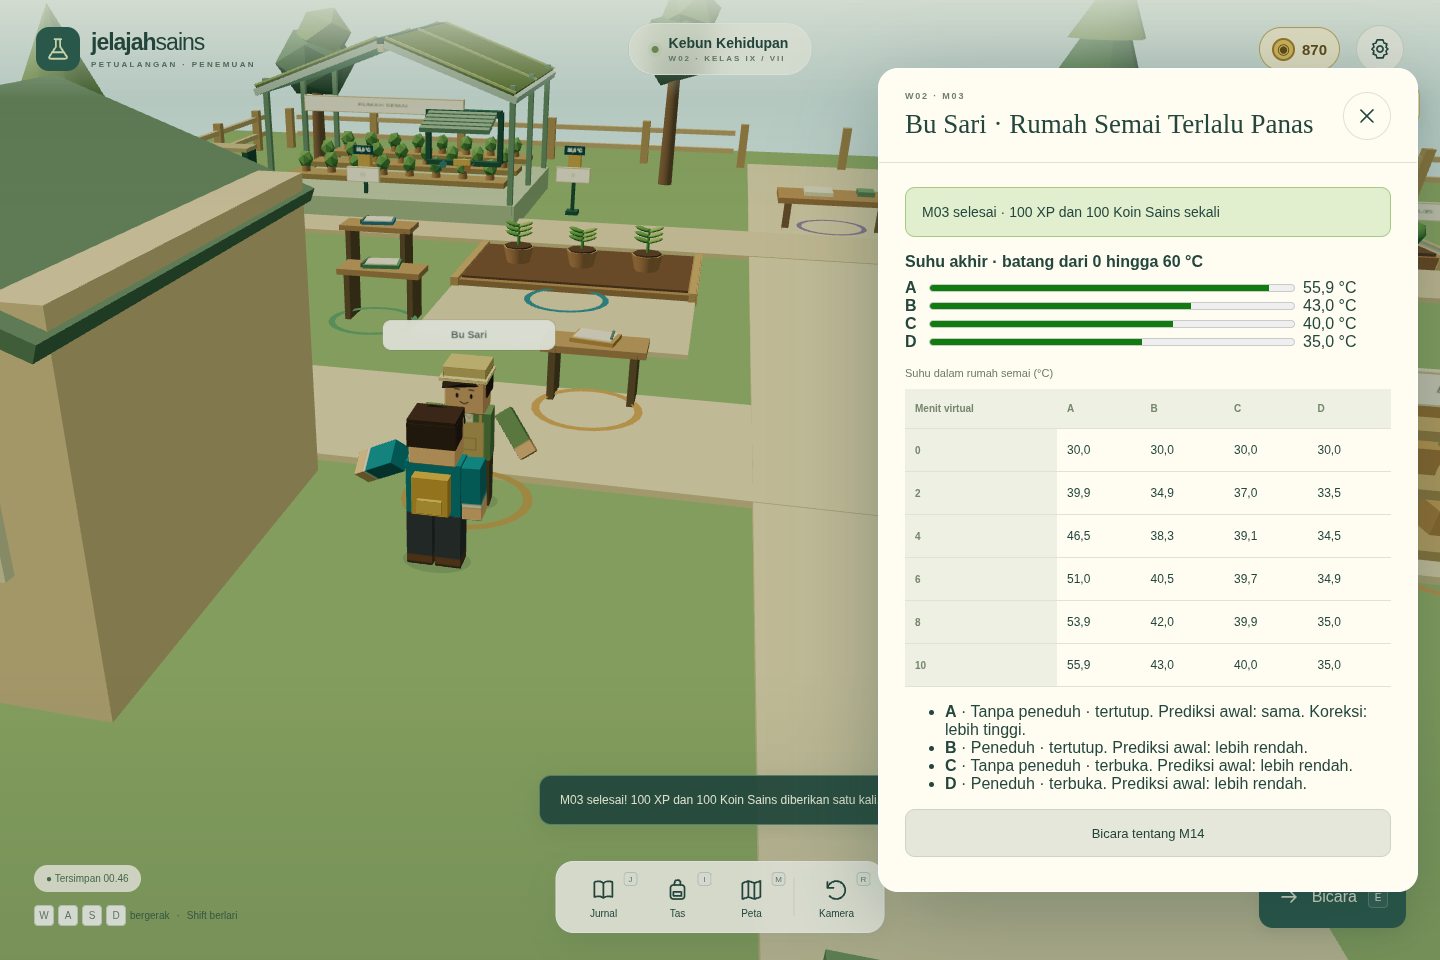 jelajahsains
PETUALANGAN · PENEMUAN
Kebun Kehidupan
W02 · KELAS IX / VII
870
RUMAH SEMAI
Bu Sari
W02 · M03
Bu Sari · Rumah Semai Terlalu Panas
M03 selesai · 100 XP dan 100 Koin Sains sekali
Suhu akhir · batang dari 0 hingga 60 °C
A 55,9 °C
B 43,0 °C
C 40,0 °C
D 35,0 °C
Suhu dalam rumah semai (°C)
Menit virtual A B C D
0 30,0 30,0 30,0 30,0
2 39,9 34,9 37,0 33,5
4 46,5 38,3 39,1 34,5
6 51,0 40,5 39,7 34,9
8 53,9 42,0 39,9 35,0
10 55,9 43,0 40,0 35,0
A · Tanpa peneduh · tertutup. Prediksi awal: sama. Koreksi:
lebih tinggi.
B · Peneduh · tertutup. Prediksi awal: lebih rendah.
C · Tanpa peneduh · terbuka. Prediksi awal: lebih rendah.
D · Peneduh · terbuka. Prediksi awal: lebih rendah.
Bicara tentang M14
M03 selesai! 100 XP dan 100 Koin Sains diberikan satu kali
Tersimpan 00.46
W A S D bergerak · Shift berlari
J I M R
Jurnal Tas Peta Kamera
Bicara E